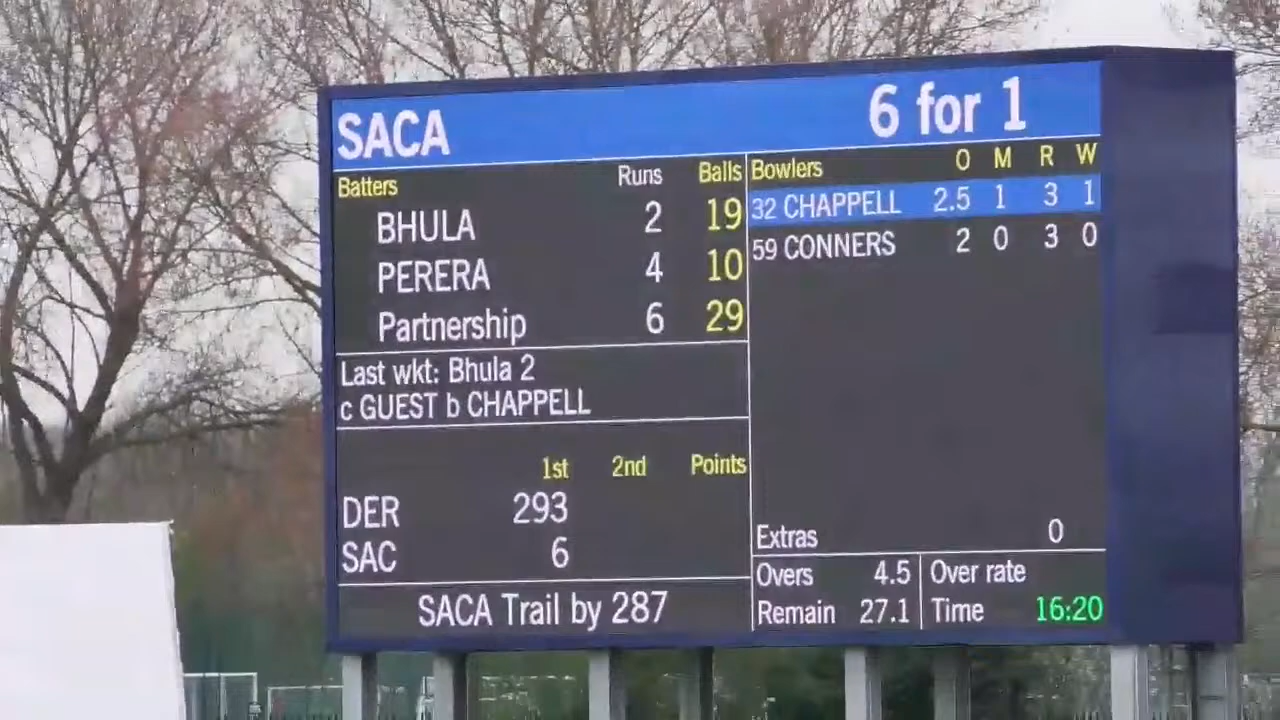 SACA 6 for 1
Batters Runs Balls
BHULA 2 19
PERERA 4 10
Partnership 6 29
Last wkt: Bhula 2
c GUEST b CHAPPELL
1st 2nd Points
DER 293
SAC 6
SACA Trail by 287
Bowlers O M R W
32 CHAPPELL 2.5 1 3 1
59 CONNERS 2 0 3 0
Extras 0
Overs 4.5
Remain 27.1
Over rate
Time 16:20